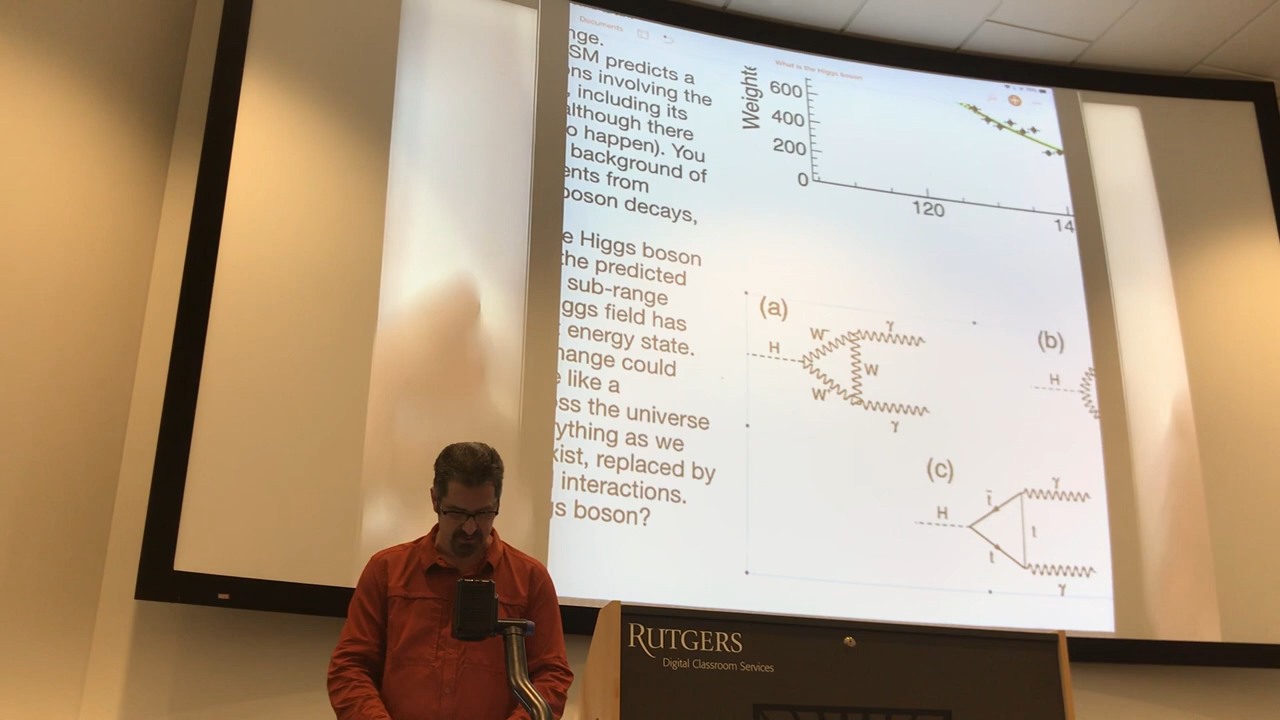 Documents
nge.
SM predicts a
ons involving the
, including its
although there
o happen). You
background of
ents from
boson decays,
e Higgs boson
the predicted
sub-range
ggs field has
energy state.
hange could
e like a
ss the universe
ything as we
xist, replaced by
interactions.
s boson?
What is the Higgs boson
Weighte
600
400
200
0
120
14
(a)
H
W
W
W
γ
γ
(b)
H
(c)
H
t̄
t
t
γ
γ
RUTGERS
Digital Classroom Services